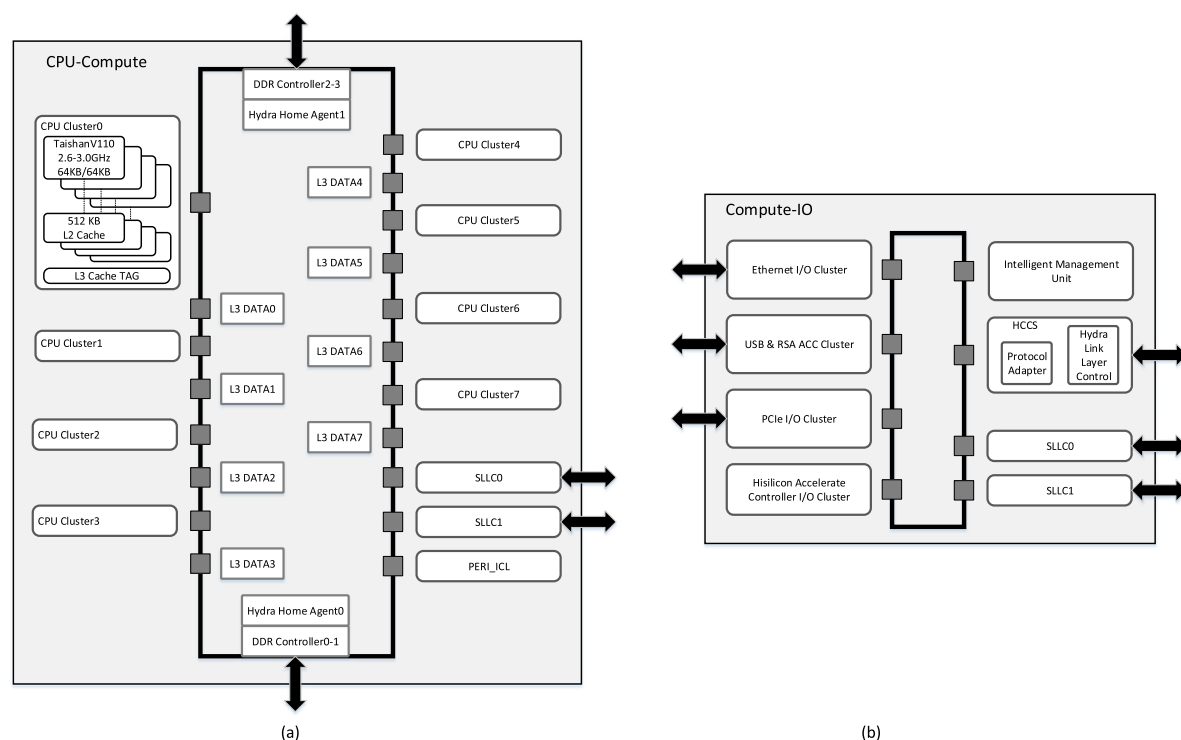 CPU-Compute
DDR Controller2-3
Hydra Home Agent1
CPU Cluster0
TaishanV110
2.6-3.0GHz
64KB/64KB
512 KB
L2 Cache
L3 Cache TAG
CPU Cluster1
CPU Cluster2
CPU Cluster3
L3 DATA0
L3 DATA1
L3 DATA2
L3 DATA3
L3 DATA4
L3 DATA5
L3 DATA6
L3 DATA7
CPU Cluster4
CPU Cluster5
CPU Cluster6
CPU Cluster7
SLLC0
SLLC1
PERI_ICL
Hydra Home Agent0
DDR Controller0-1
(a)
Compute-IO
Ethernet I/O Cluster
USB & RSA ACC Cluster
PCIe I/O Cluster
Hisilicon Accelerate
Controller I/O Cluster
Intelligent Management
Unit
HCCS
Protocol
Adapter
Hydra
Link
Layer
Control
SLLC0
SLLC1
(b)